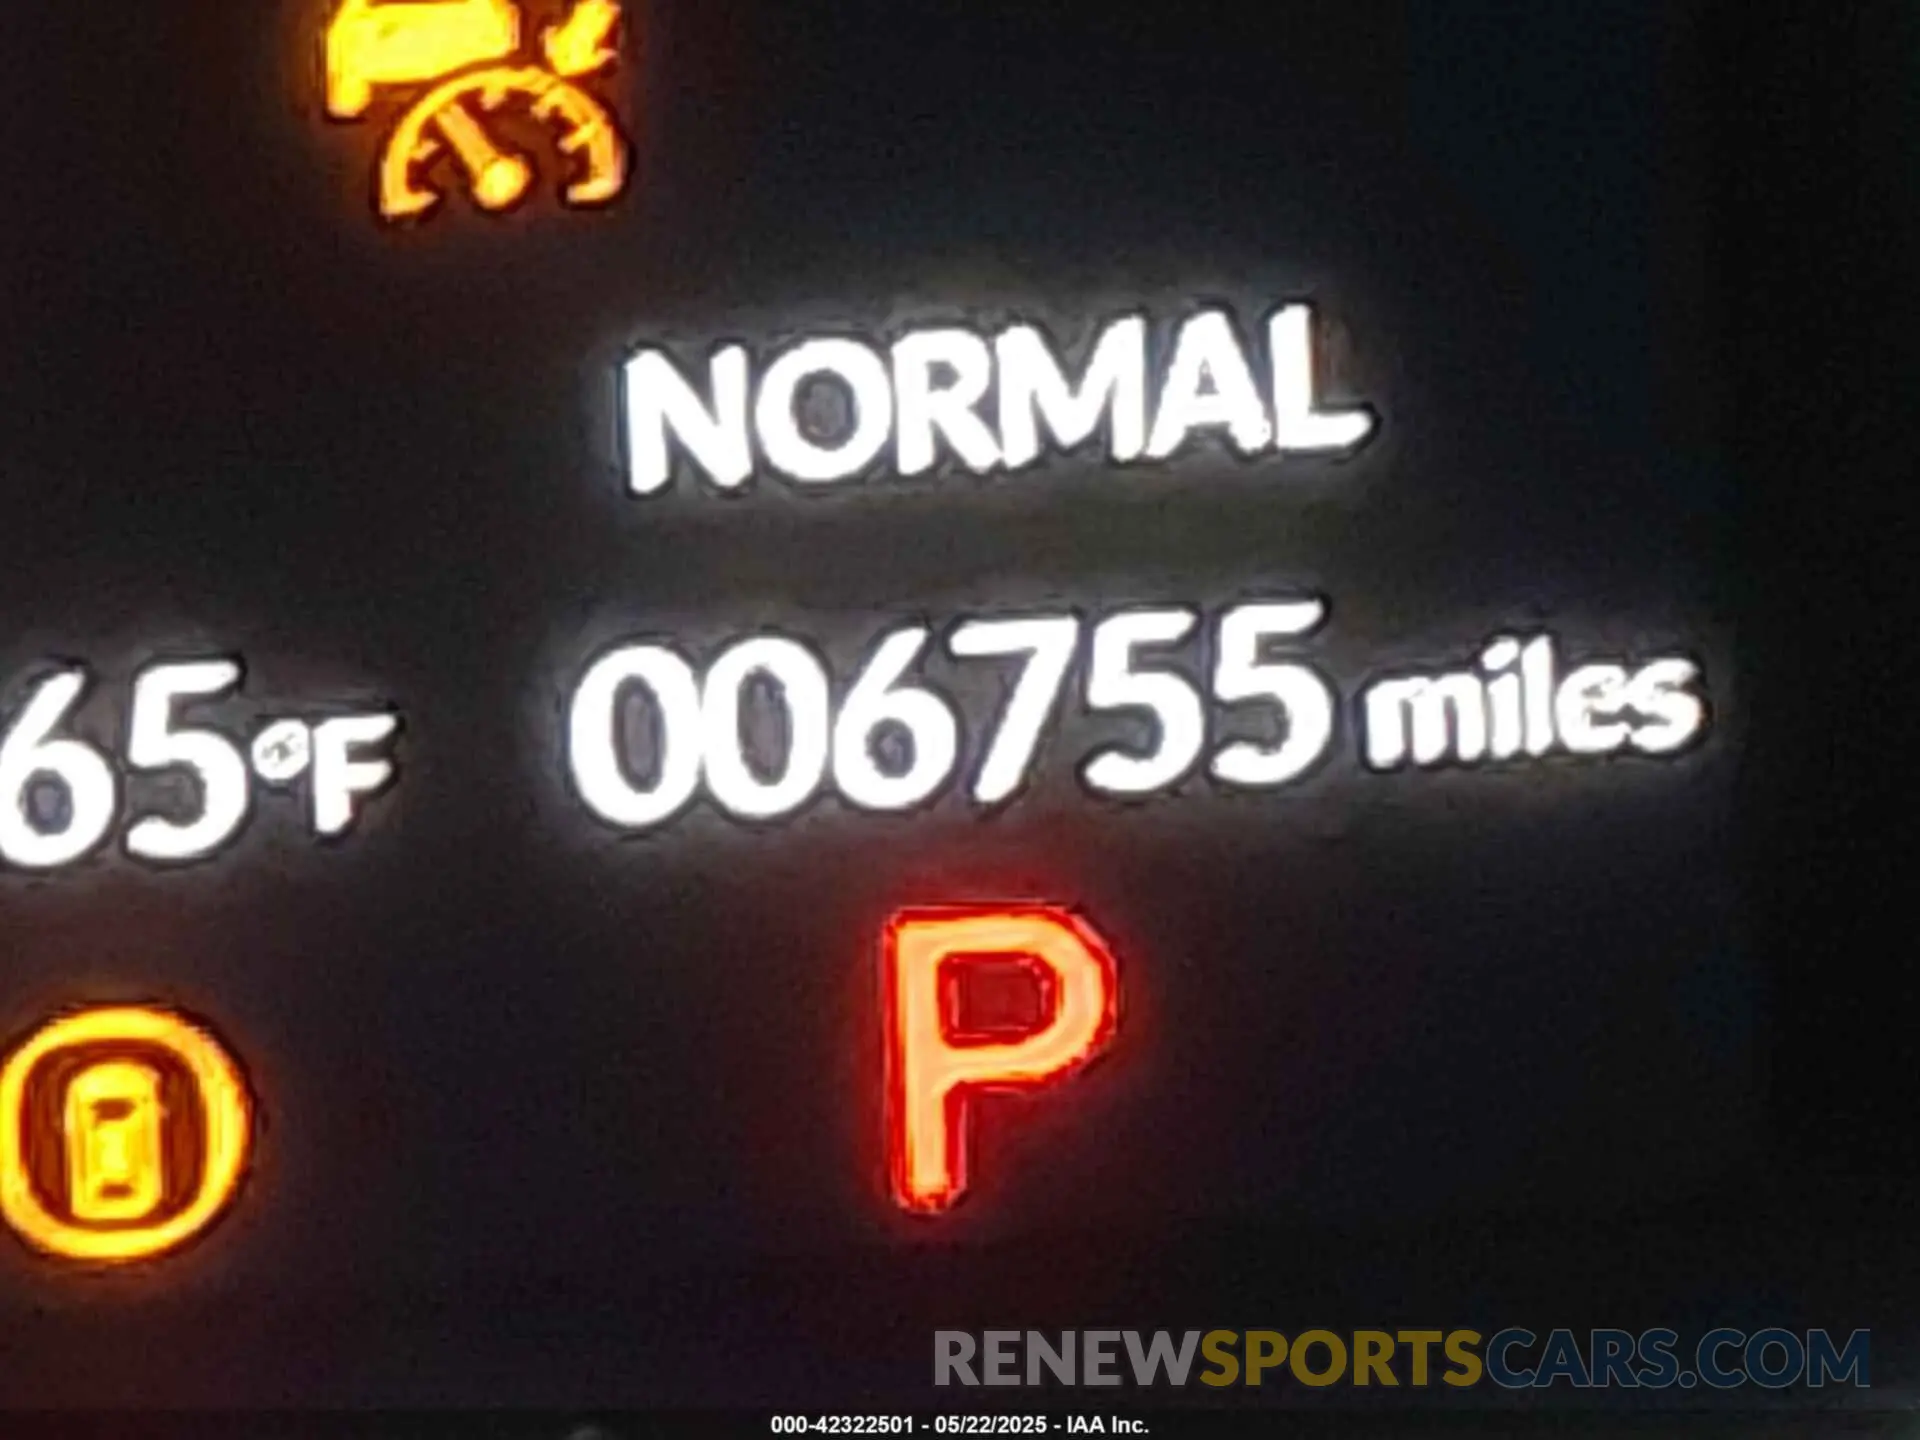 NORMAL
65°F 006755 miles
P
RENEWSPORTSCARS.COM
000-42322501 - 05/22/2025 - IAA Inc.